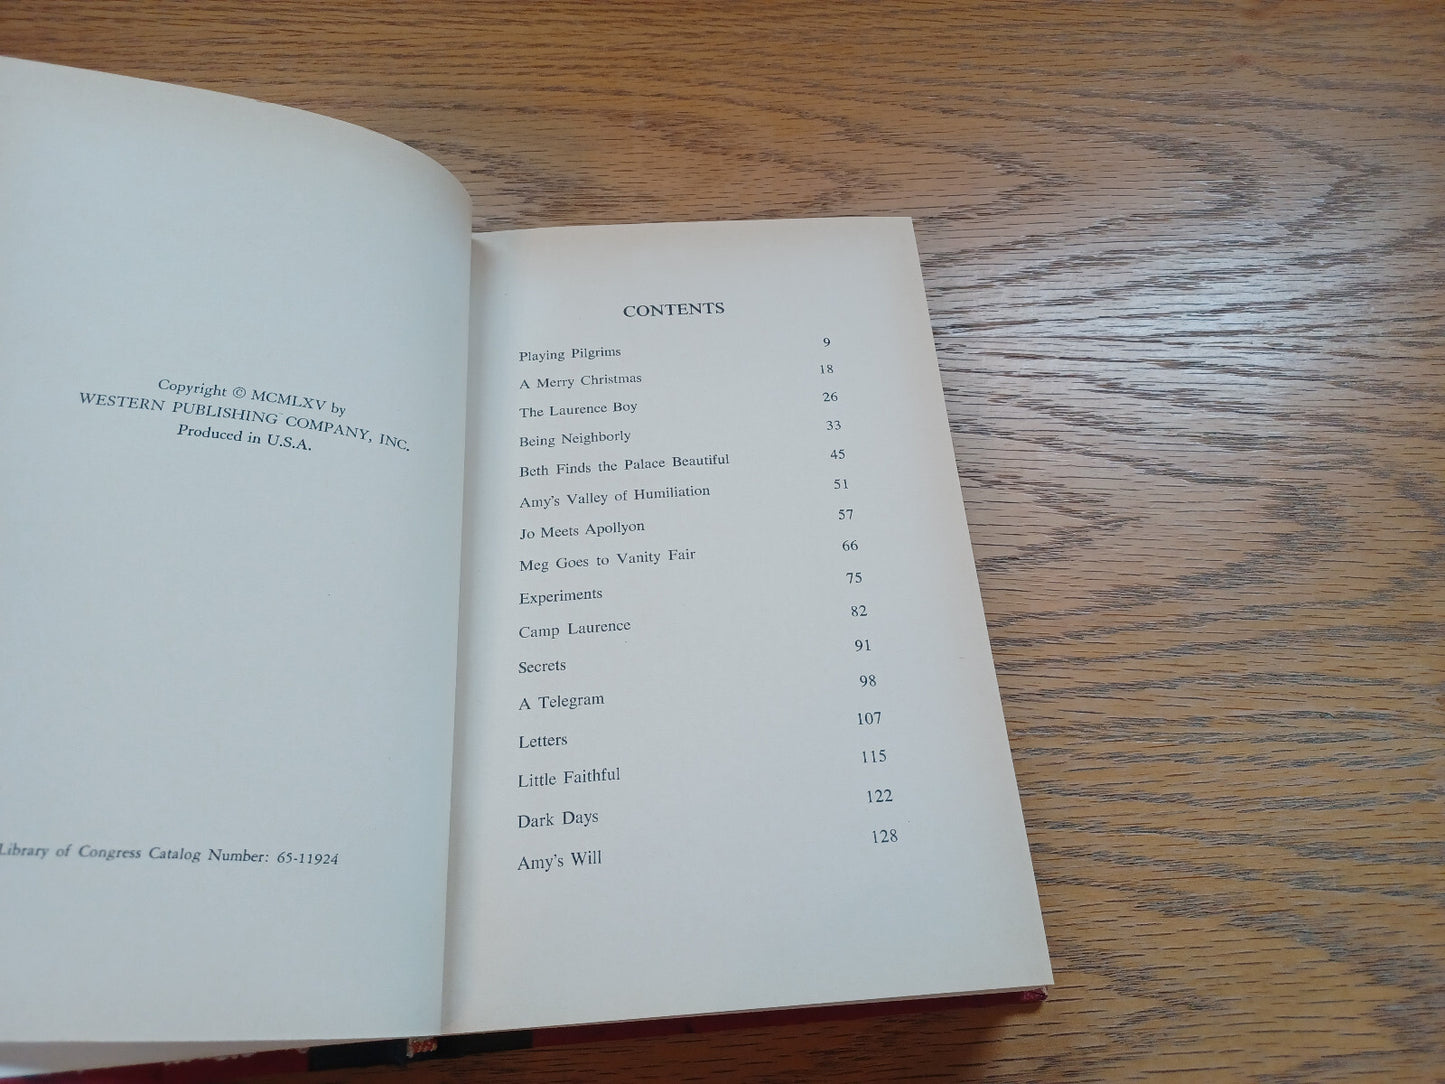 Copyright © MCMLXV by
WESTERN PUBLISHING COMPANY, INC.
Produced in U.S.A.
Library of Congress Catalog Number: 65-11924
CONTENTS
Playing Pilgrims 9
A Merry Christmas 18
The Laurence Boy 26
Being Neighborly 33
Beth Finds the Palace Beautiful 45
Amy's Valley of Humiliation 51
Jo Meets Apollyon 57
Meg Goes to Vanity Fair 66
Experiments 75
Camp Laurence 82
Secrets 91
A Telegram 98
Letters 107
Little Faithful 115
Dark Days 122
Amy's Will 128